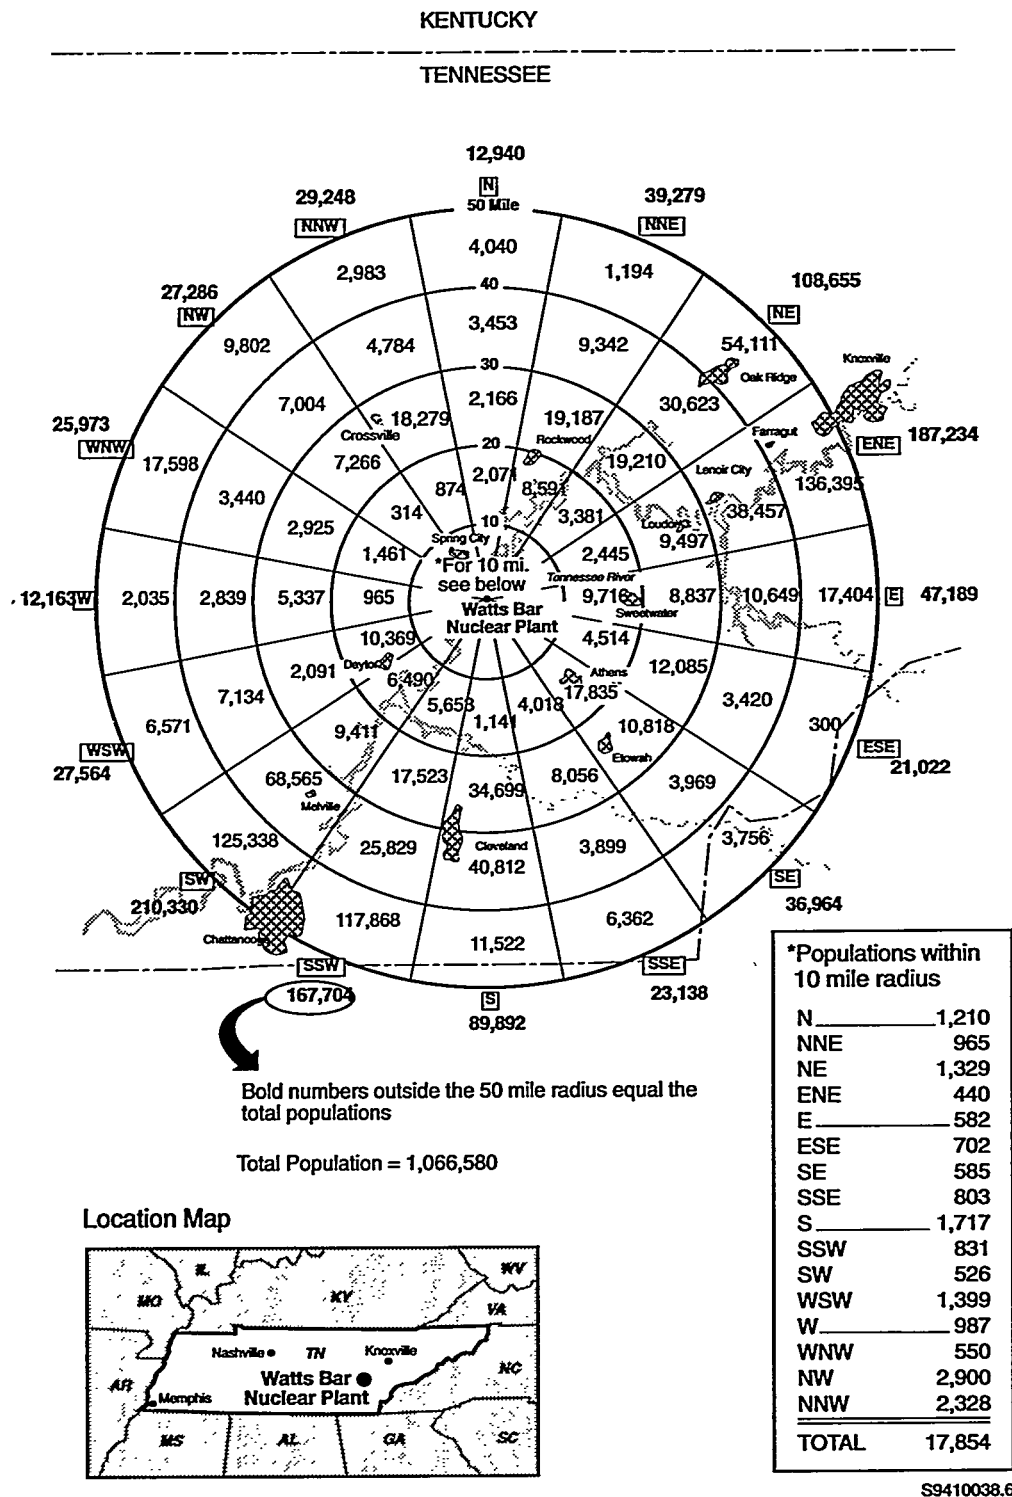 KENTUCKY
TENNESSEE
12,940
N
50 Mile
29,248
NNW
39,279
NNE
4,040
2,983
1,194
40
27,286
NW
108,655
NE
3,453
9,802
4,784
9,342
54,111
Knoxville
30
Oak Ridge
7,004
18,279
2,166
19,187
30,623
25,973
WNW
Crossville
Rockwood
Farragut
ENE
187,234
20
17,598
7,266
19,210
Lenoir City
2,071
136,395
3,440
874
8,591
314
3,381
38,457
2,925
10
Loudon
1,461
Spring City
9,497
2,445
*For 10 mi.
see below
Tennessee River
12,163
W
2,035
2,839
5,337
965
9,716
8,837
10,649
17,404
E
47,189
Watts Bar
Nuclear Plant
Sweetwater
10,369
4,514
Dayton
2,091
6,490
Athens
12,085
7,134
5,653
1,141
4,018
17,835
3,420
6,571
9,411
10,818
300
WSW
27,564
Etowah
ESE
21,022
68,565
17,523
34,699
8,056
3,969
Melville
125,338
25,829
Cleveland
40,812
3,899
3,756
SW
210,330
SE
36,964
117,868
6,362
Chattanooga
11,522
SSW
167,704
SSE
23,138
S
89,892
Bold numbers outside the 50 mile radius equal the
total populations
Total Population = 1,066,580
*Populations within
10 mile radius
N 1,210
NNE 965
NE 1,329
ENE 440
E 582
ESE 702
SE 585
SSE 803
S 1,717
SSW 831
SW 526
WSW 1,399
W 987
WNW 550
NW 2,900
NNW 2,328
TOTAL 17,854
Location Map
IL
WV
MO
KY
VA
Nashville
TN
Knoxville
NC
Watts Bar
Nuclear Plant
AR
Memphis
MS
AL
GA
SC
S9410038.6